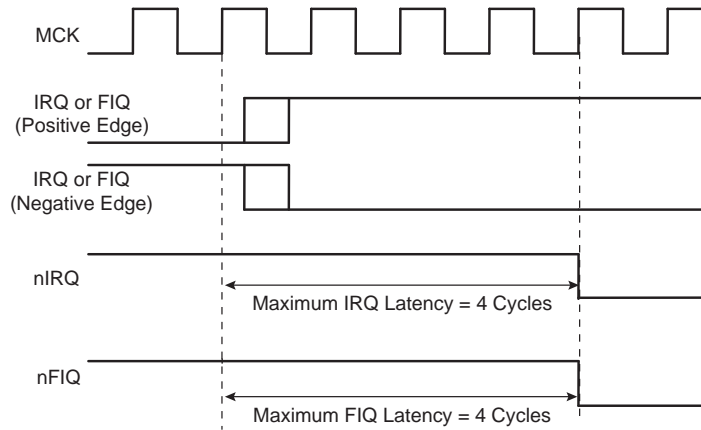 MCK
IRQ or FIQ
(Positive Edge)
IRQ or FIQ
(Negative Edge)
nIRQ
Maximum IRQ Latency = 4 Cycles
nFIQ
Maximum FIQ Latency = 4 Cycles